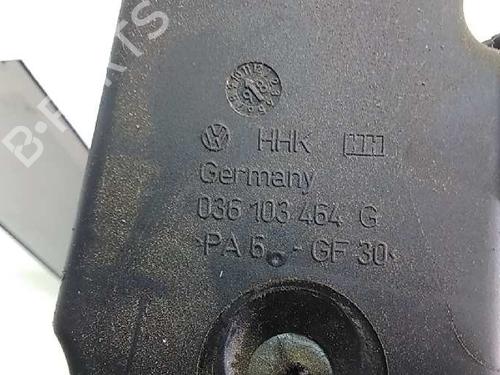 B-PARTS
HHK
Germany
036 103 464 G
>PA 6 - GF 30<